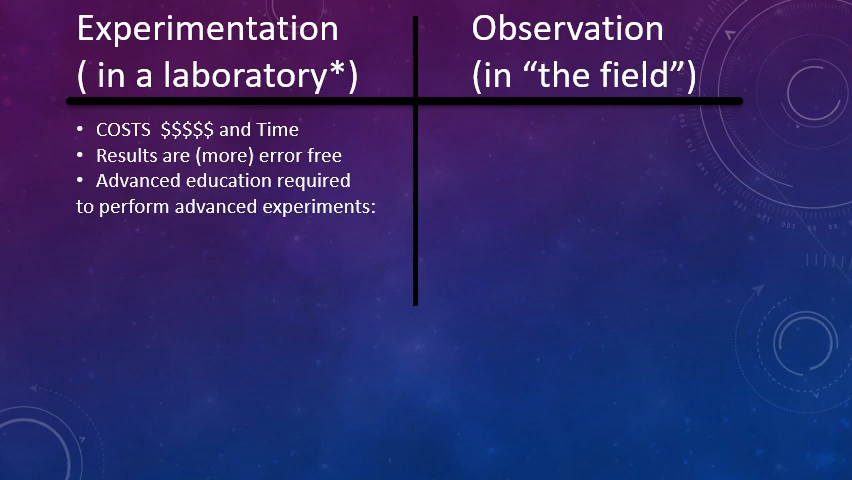 Experimentation
( in a laboratory*)
Observation
(in “the field”)
• COSTS $$$$$ and Time
• Results are (more) error free
• Advanced education required
to perform advanced experiments: